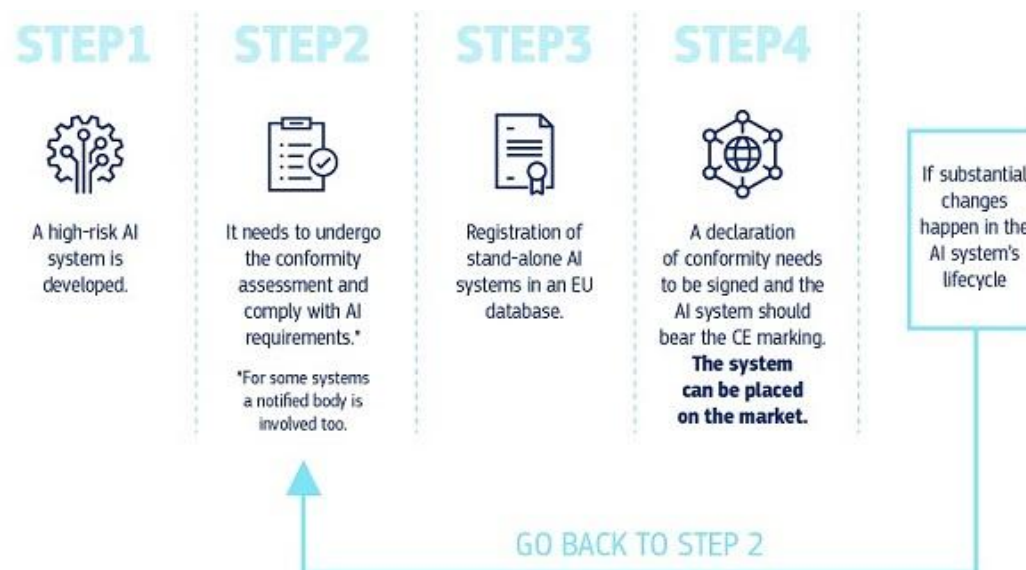 STEP1
A high-risk AI
system is
developed.
STEP2
It needs to undergo
the conformity
assessment and
comply with AI
requirements.*
*For some systems
a notified body is
involved too.
STEP3
Registration of
stand-alone AI
systems in an EU
database.
STEP4
A declaration
of conformity needs
to be signed and the
AI system should
bear the CE marking.
The system
can be placed
on the market.
If substantial
changes
happen in the
AI system's
lifecycle
GO BACK TO STEP 2